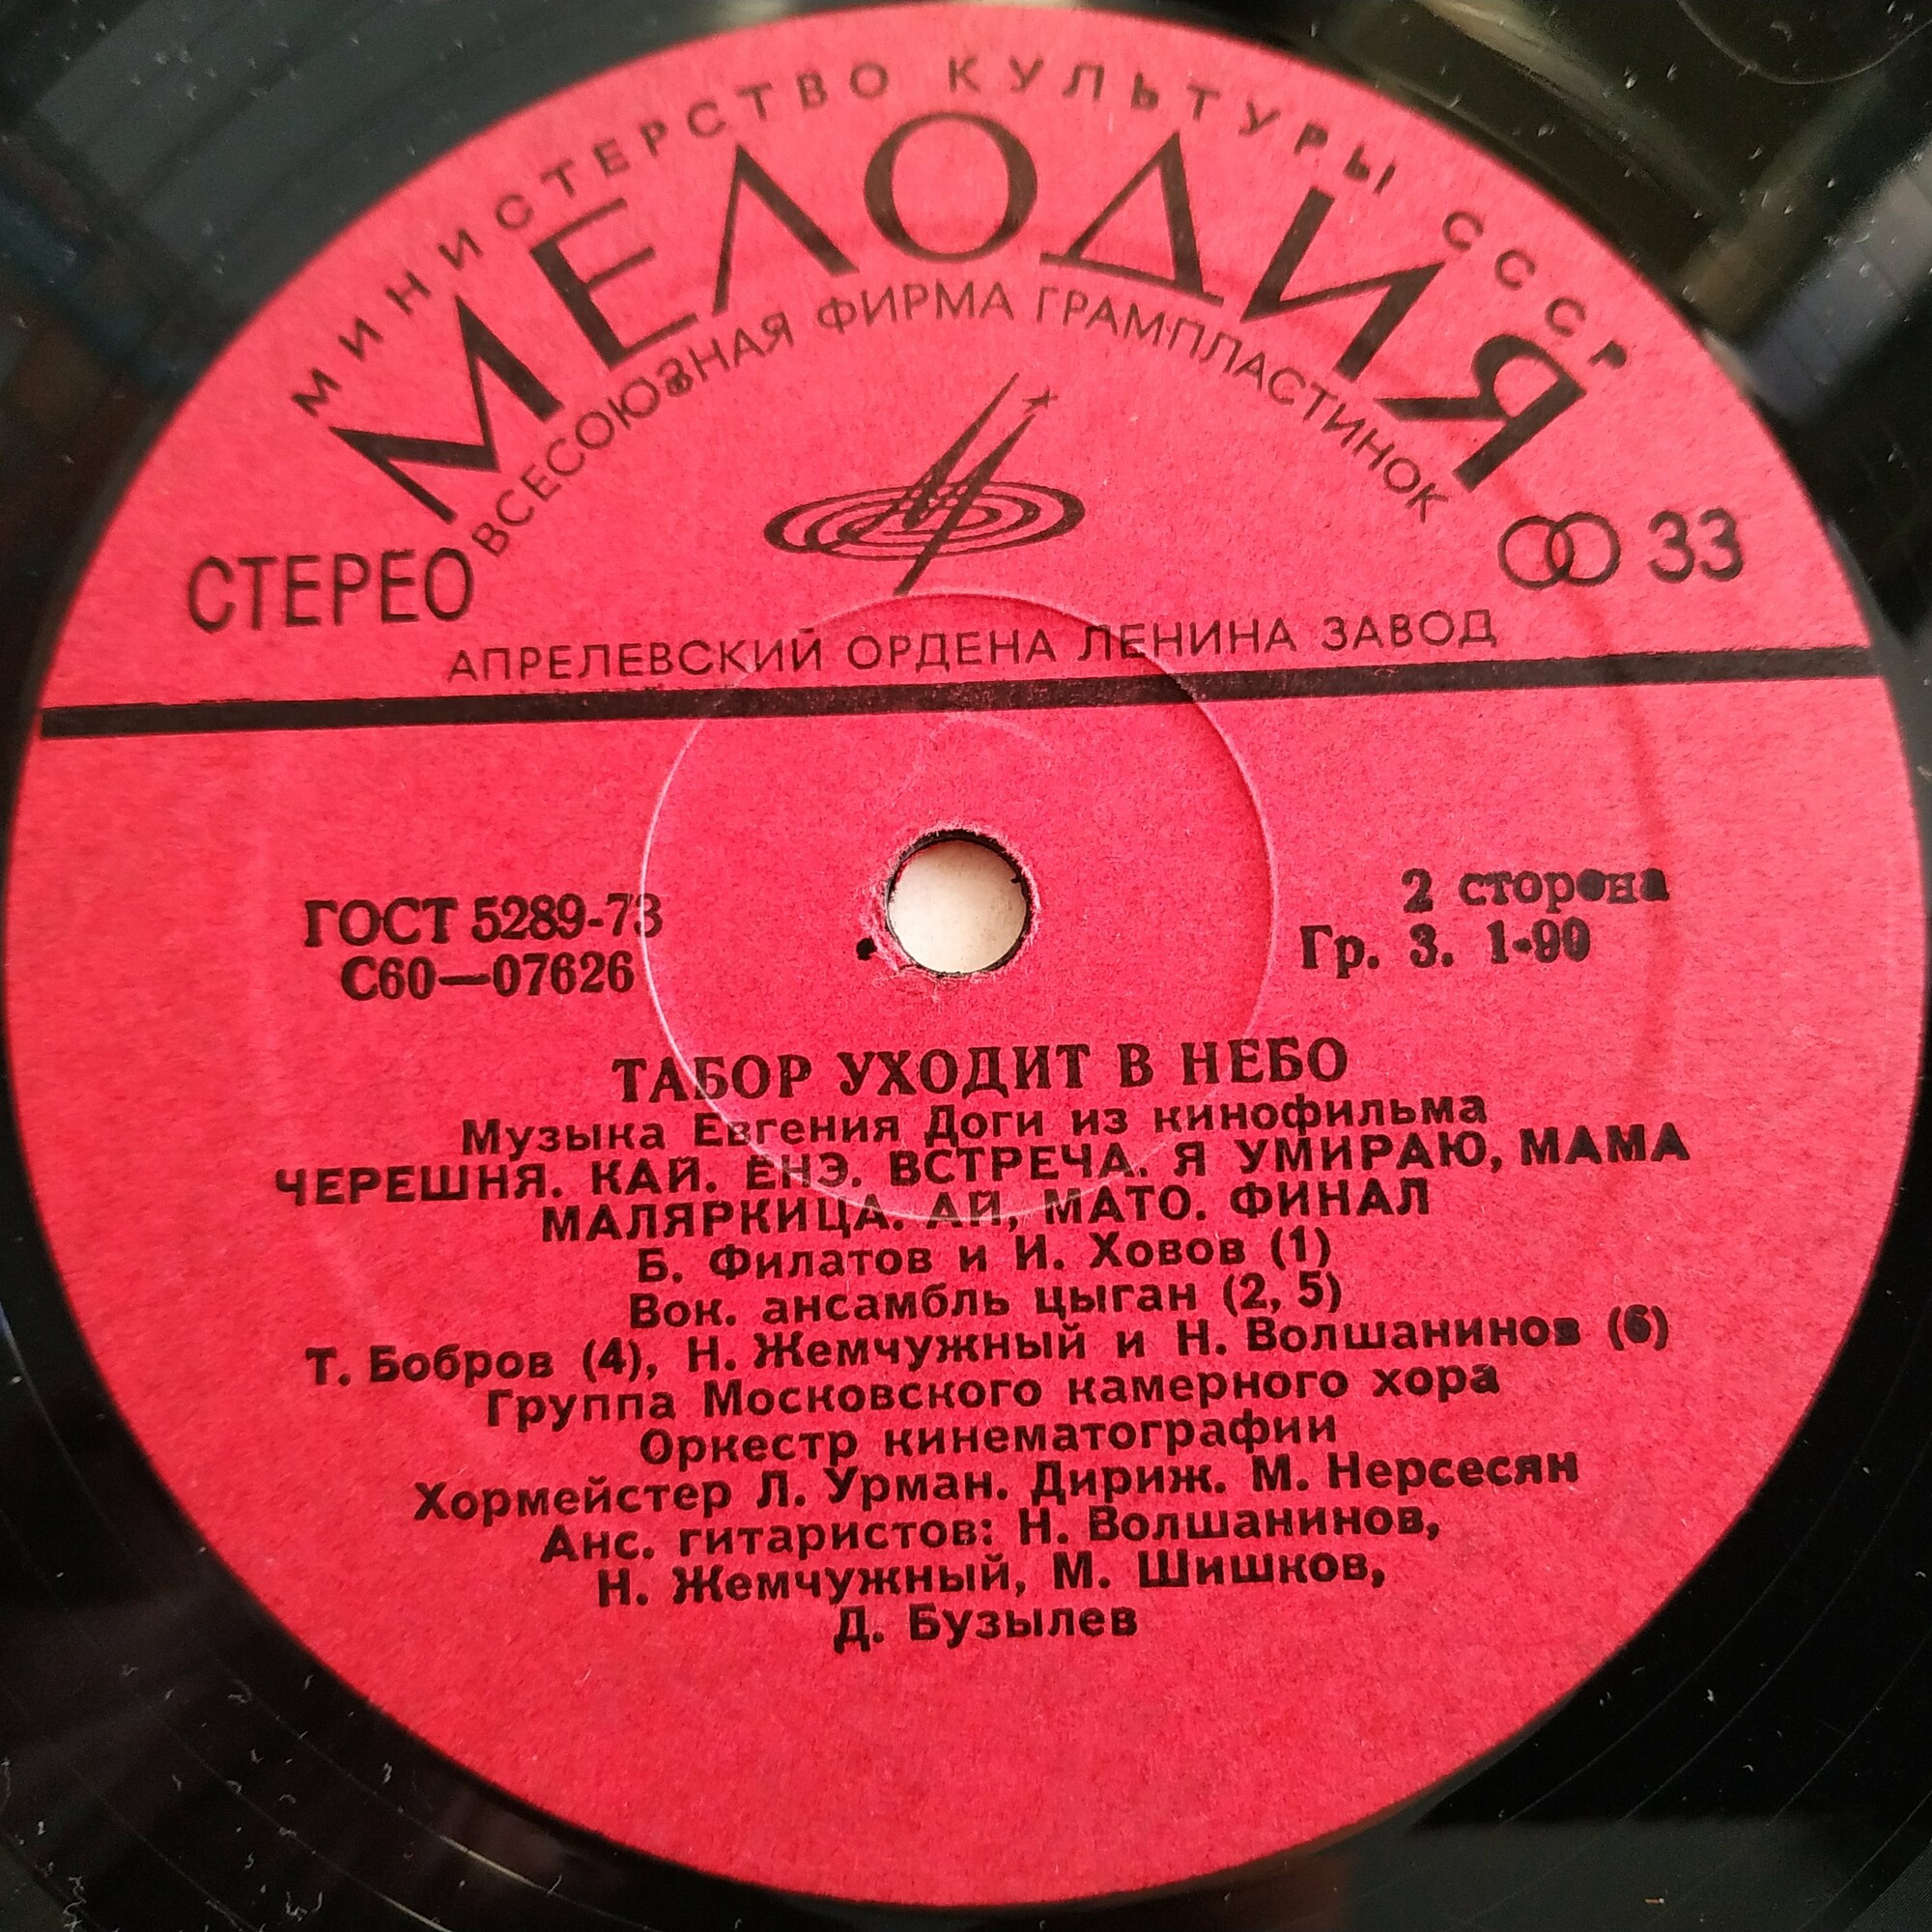 МИНИСТЕРСТВО КУЛЬТУРЫ СССР
МЕЛОДИЯ
ВСЕСОЮЗНАЯ ФИРМА ГРАМПЛАСТИНОК
СТЕРЕО
33
АПРЕЛЕВСКИЙ ОРДЕНА ЛЕНИНА ЗАВОД
ГОСТ 5289-73
С60—07626
2 сторона
Гр. 3. 1-90
ТАБОР УХОДИТ В НЕБО
Музыка Евгения Доги из кинофильма
ЧЕРЕШНЯ. КАЙ. ЁНЭ. ВСТРЕЧА. Я УМИРАЮ, МАМА
МАЛЯРКИЦА. АЙ, МАТО. ФИНАЛ
Б. Филатов и И. Ховов (1)
Вок. ансамбль цыган (2, 5)
Т. Бобров (4), Н. Жемчужный и Н. Волшанинов (6)
Группа Московского камерного хора
Оркестр кинематографии
Хормейстер Л. Урман. Дириж. М. Нерсесян
Анс. гитаристов: Н. Волшанинов,
Н. Жемчужный, М. Шишков,
Д. Бузылев